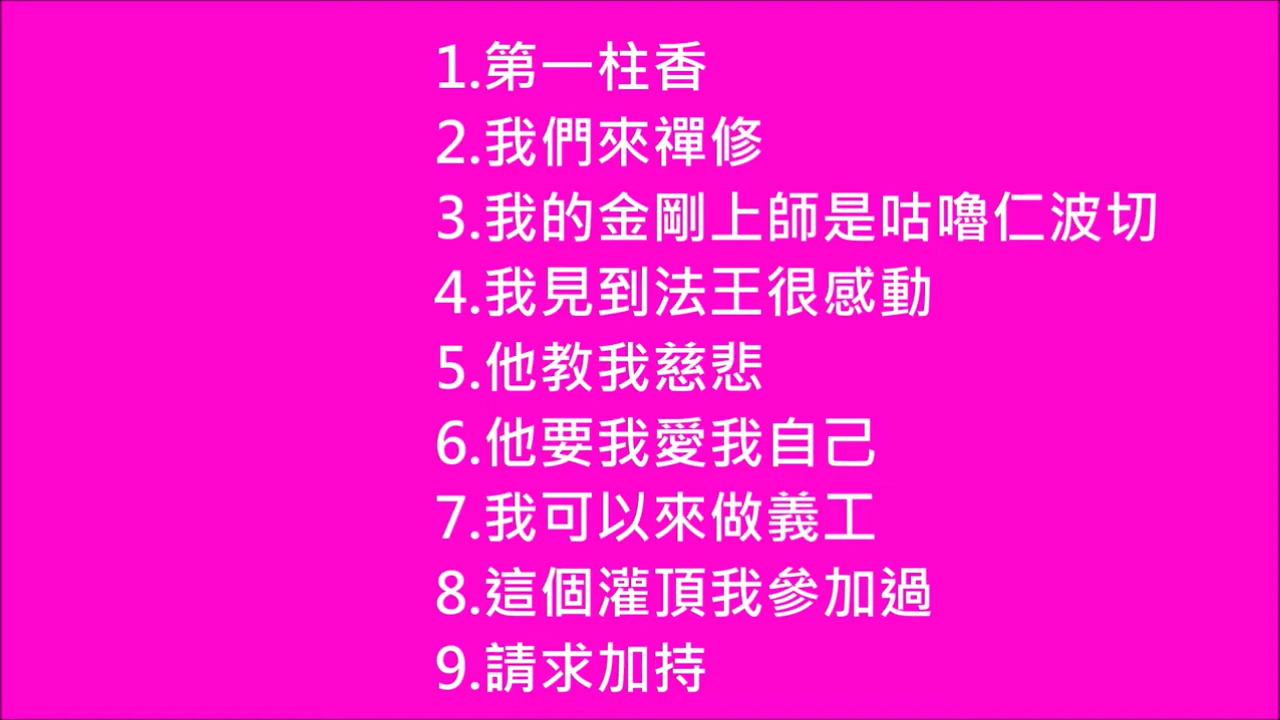 1.第一柱香
2.我們來禪修
3.我的金剛上師是咕嚕仁波切
4.我見到法王很感動
5.他教我慈悲
6.他要我愛我自己
7.我可以來做義工
8.這個灌頂我參加過
9.請求加持